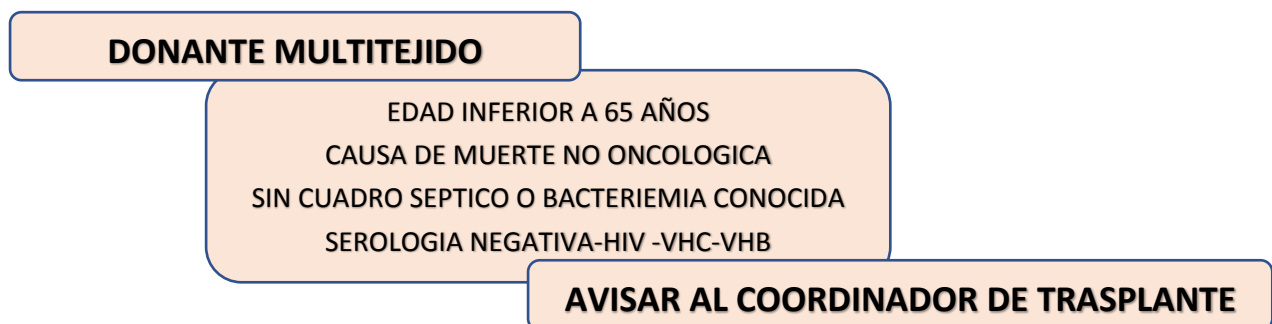 DONANTE MULTITEJIDO
EDAD INFERIOR A 65 AÑOS
CAUSA DE MUERTE NO ONCOLOGICA
SIN CUADRO SEPTICO O BACTERIEMIA CONOCIDA
SEROLOGIA NEGATIVA-HIV -VHC-VHB
AVISAR AL COORDINADOR DE TRASPLANTE